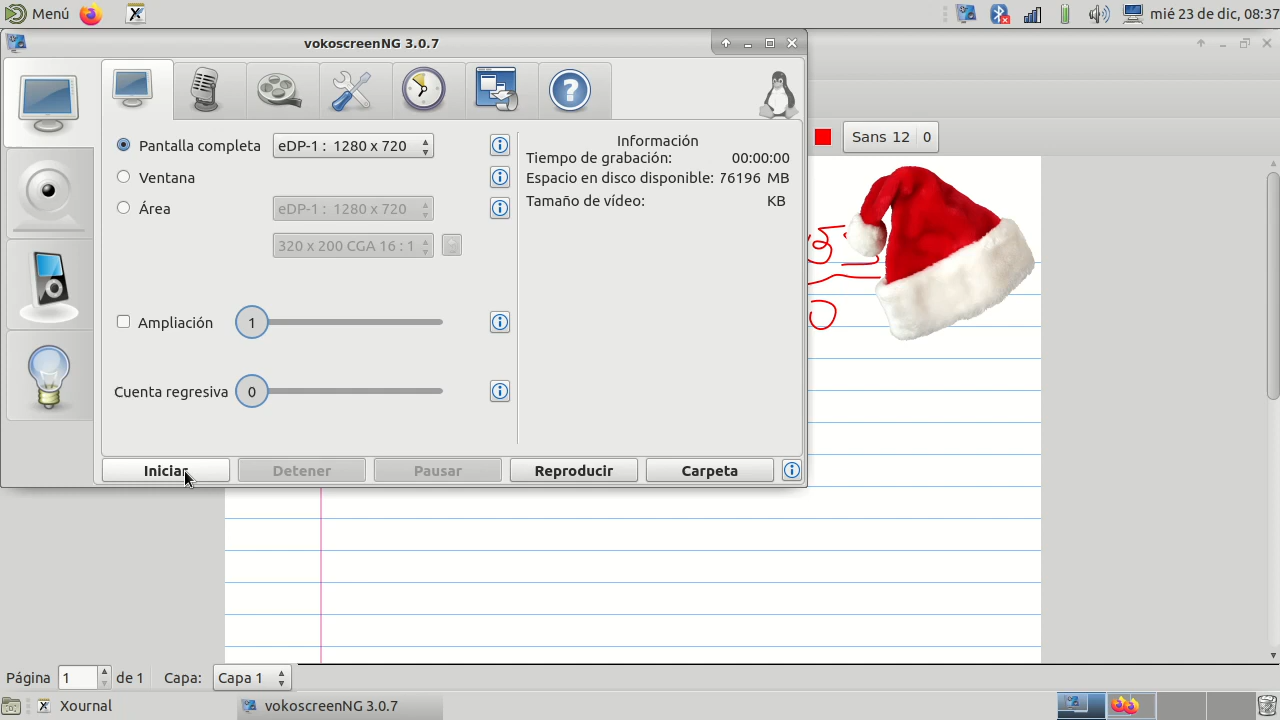 Menú
mié 23 de dic, 08:37
vokoscreenNG 3.0.7
Pantalla completa
eDP-1 : 1280 x 720
Ventana
Área
eDP-1 : 1280 x 720
320 x 200 CGA 16 : 1
Ampliación
1
Cuenta regresiva
0
Información
Tiempo de grabación: 00:00:00
Espacio en disco disponible: 76196 MB
Tamaño de vídeo: KB
Sans 12 0
Iniciar
Detener
Pausar
Reproducir
Carpeta
Página 1 de 1 Capa: Capa 1
Xournal
vokoscreenNG 3.0.7